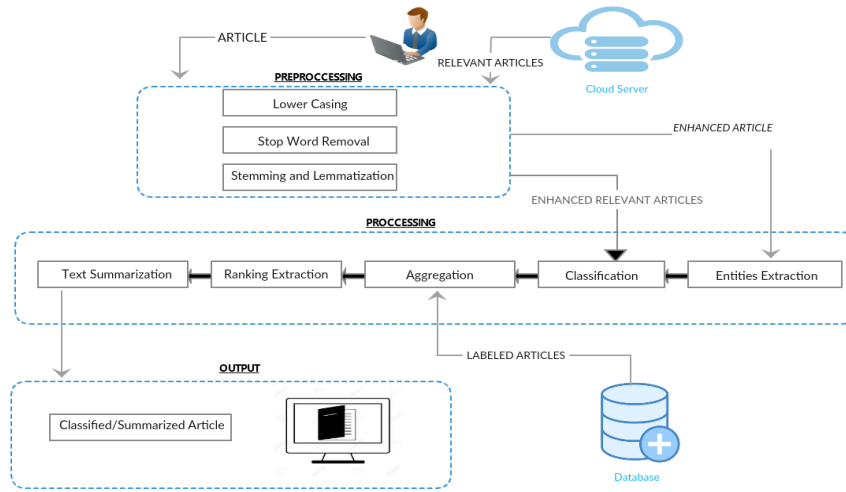 ARTICLE
RELEVANT ARTICLES
Cloud Server
PREPROCCESSING
Lower Casing
Stop Word Removal
Stemming and Lemmatization
ENHANCED ARTICLE
ENHANCED RELEVANT ARTICLES
PROCCESSING
Text Summarization
Ranking Extraction
Aggregation
Classification
Entities Extraction
LABELED ARTICLES
OUTPUT
Classified/Summarized Article
Database